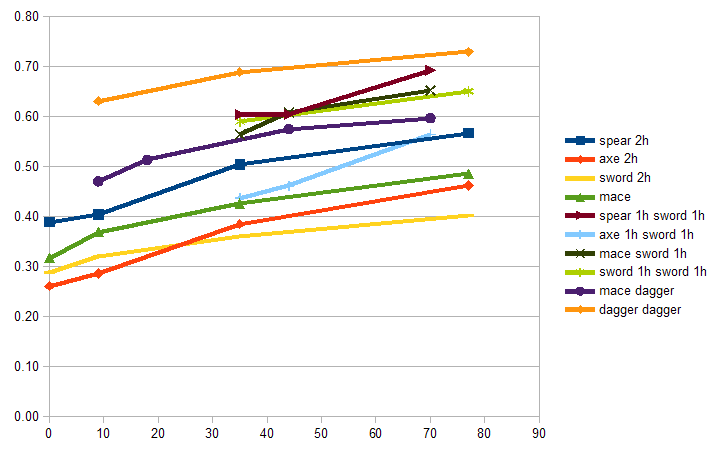 0.80
0.70
0.60
0.50
0.40
0.30
0.20
0.10
0.00
0 10 20 30 40 50 60 70 80 90
spear 2h
axe 2h
sword 2h
mace
spear 1h sword 1h
axe 1h sword 1h
mace sword 1h
sword 1h sword 1h
mace dagger
dagger dagger